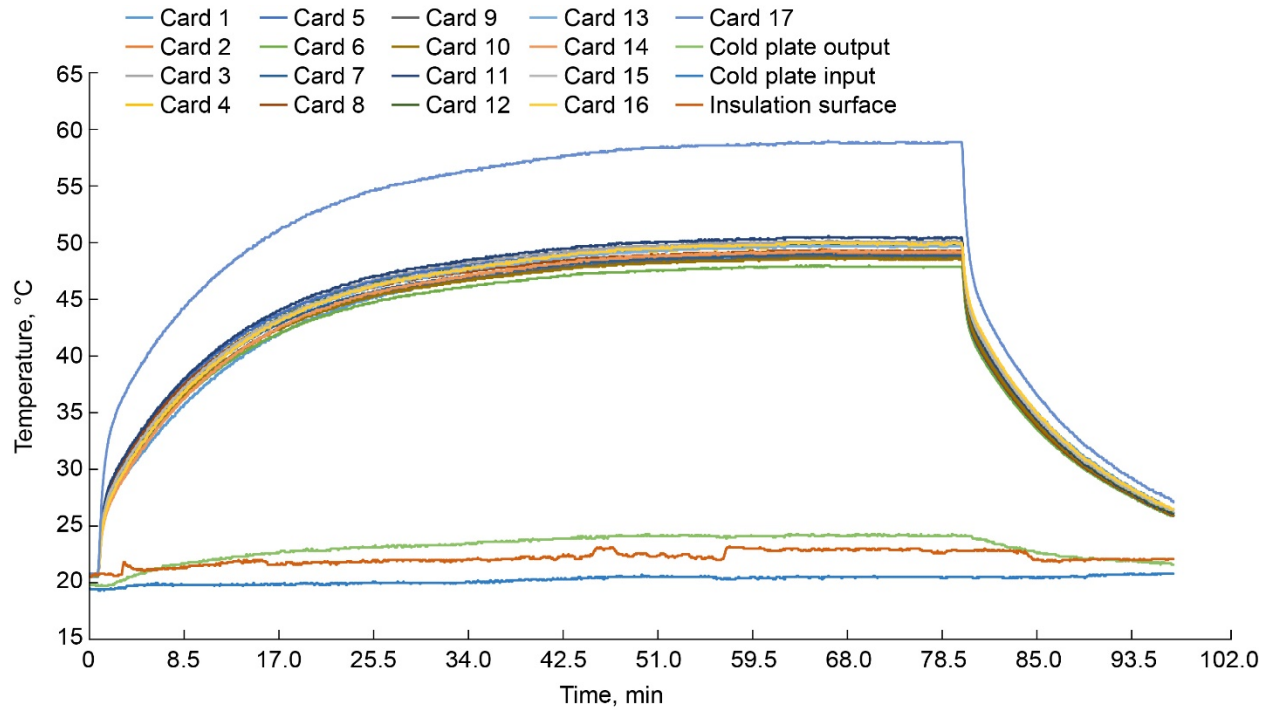 Card 1 Card 5 Card 9 Card 13 Card 17
Card 2 Card 6 Card 10 Card 14 Cold plate output
Card 3 Card 7 Card 11 Card 15 Cold plate input
Card 4 Card 8 Card 12 Card 16 Insulation surface
65
60
55
50
45
40
35
30
25
20
15
Temperature, °C
0 8.5 17.0 25.5 34.0 42.5 51.0 59.5 68.0 78.5 85.0 93.5 102.0
Time, min